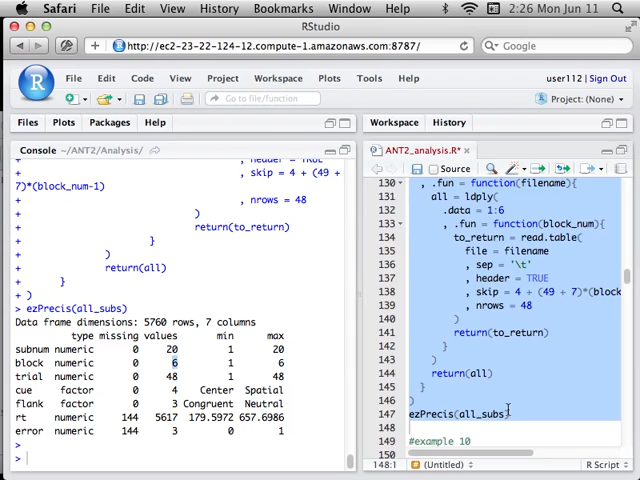 Safari File Edit View History Bookmarks Window Help 2:26 Mon Jun 11
RStudio
http://ec2-23-22-124-12.compute-1.amazonaws.com:8787/ Google
R File Edit Code View Project Workspace Plots Tools Help user112 | Sign Out
Go to file/function Project: (None)
Files Plots Packages Help
Console ~/ANT2/Analysis/
+ , header = TRUE
+ , skip = 4 + (49 +
7)*(block_num-1)
+ , nrows = 48
+ )
+ return(to_return)
+ }
+ )
+ return(all)
+ }
+ )
> ezPrecis(all_subs)
Data frame dimensions: 5760 rows, 7 columns
type missing values min max
subnum numeric 0 20 1 20
block numeric 0 6 1 6
trial numeric 0 48 1 48
cue factor 0 4 Center Spatial
flank factor 0 3 Congruent Neutral
rt numeric 144 5617 179.5972 657.6986
error numeric 144 3 0 1
>
>
Workspace History
ANT2_analysis.R*
Source
130 , .fun = function(filename){
131 all = ldply(
132 .data = 1:6
133 , .fun = function(block_num){
134 to_return = read.table(
135 file = filename
136 , sep = '\t'
137 , header = TRUE
138 , skip = 4 + (49 + 7)*(block
139 , nrows = 48
140 )
141 return(to_return)
142 }
143 )
144 return(all)
145 }
146 )
147 ezPrecis(all_subs)
148
149 #example 10
150
148:1 (Untitled) R Script